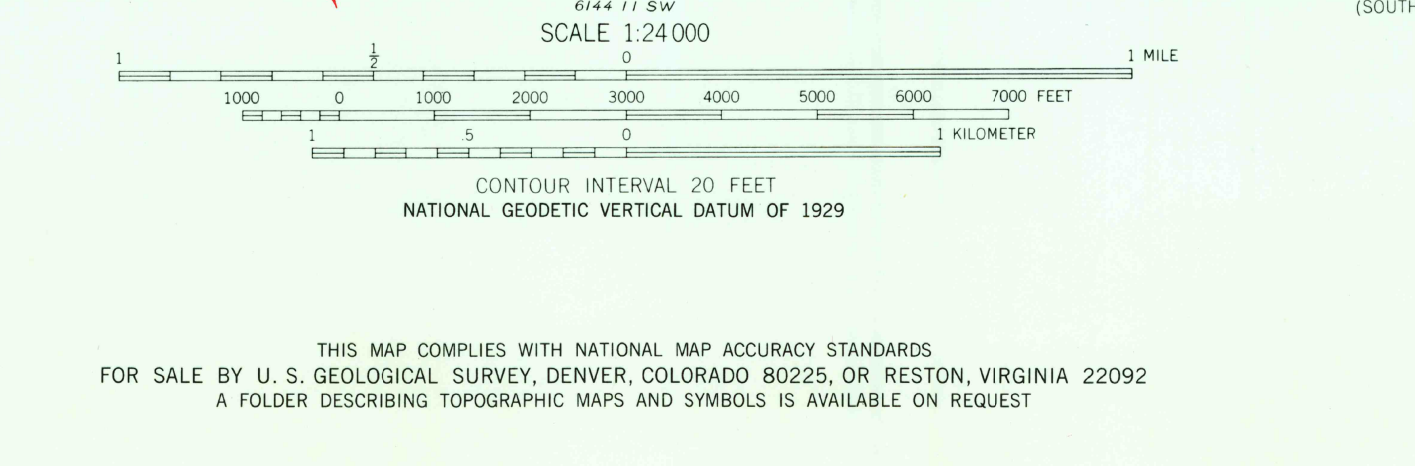 6144 II SW
(SOUTH
SCALE 1:24 000
1 1/2 0 1 MILE
1000 0 1000 2000 3000 4000 5000 6000 7000 FEET
1 .5 0 1 KILOMETER
CONTOUR INTERVAL 20 FEET
NATIONAL GEODETIC VERTICAL DATUM OF 1929
THIS MAP COMPLIES WITH NATIONAL MAP ACCURACY STANDARDS
FOR SALE BY U. S. GEOLOGICAL SURVEY, DENVER, COLORADO 80225, OR RESTON, VIRGINIA 22092
A FOLDER DESCRIBING TOPOGRAPHIC MAPS AND SYMBOLS IS AVAILABLE ON REQUEST